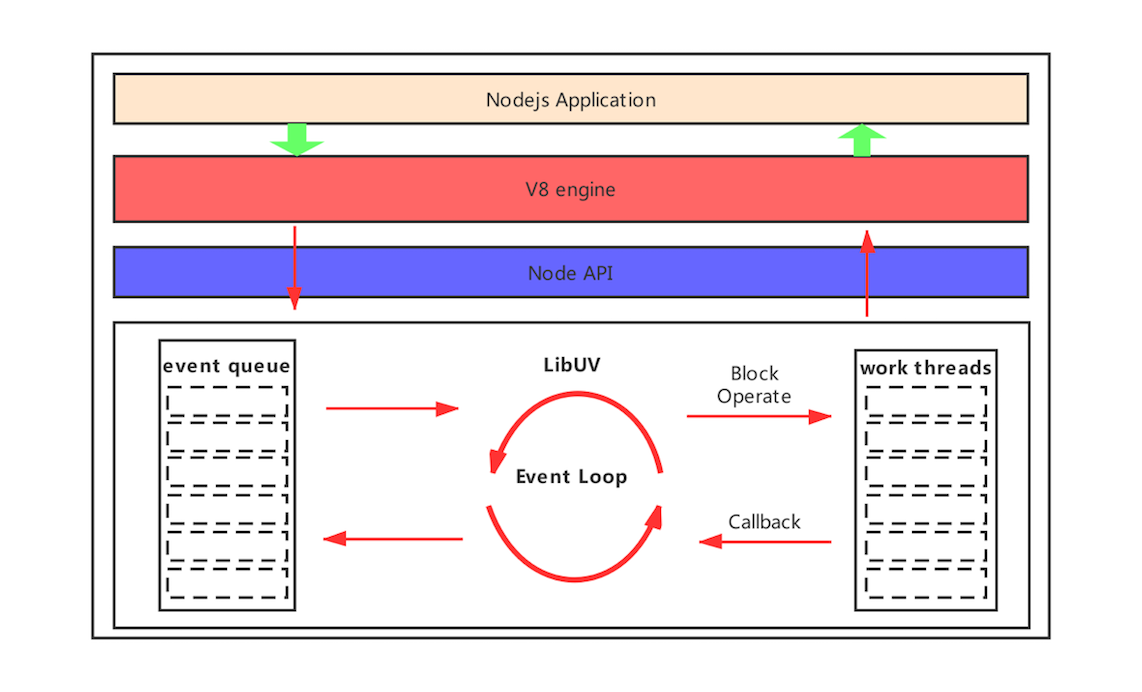 Nodejs Application
V8 engine
Node API
event queue
LibUV
Event Loop
Block
Operate
Callback
work threads